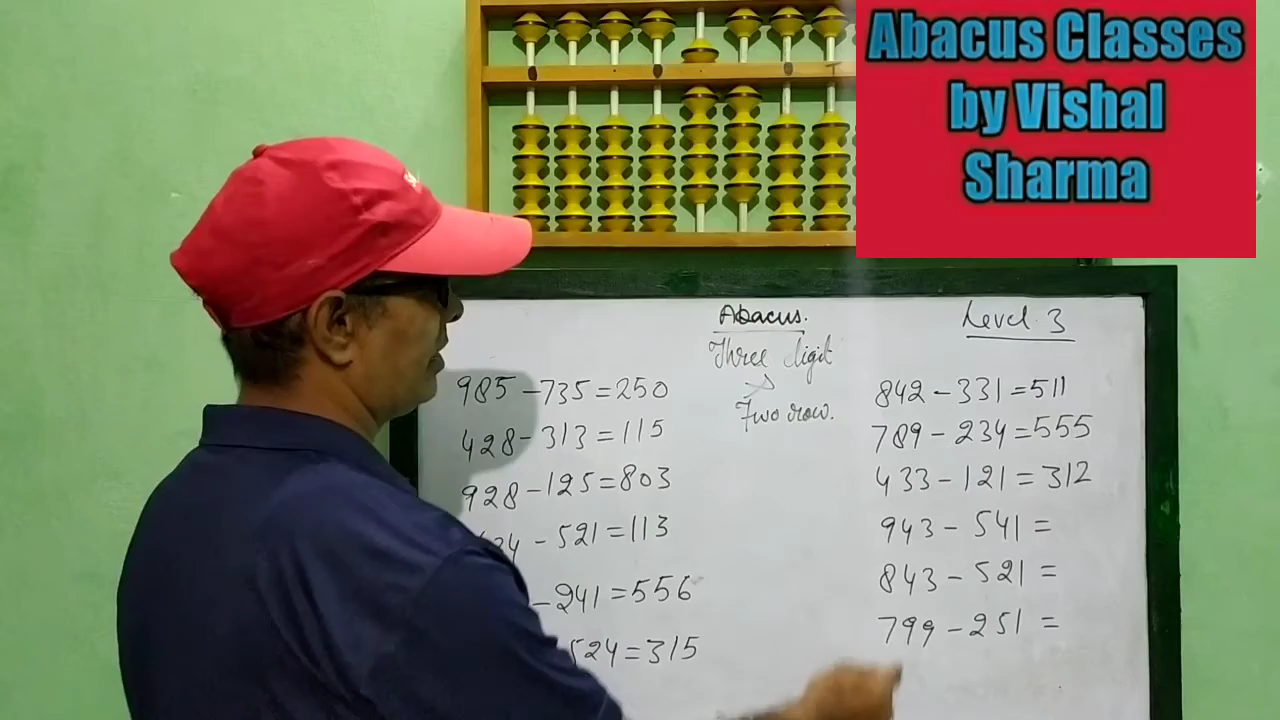 Abacus Classes
by Vishal
Sharma
Abacus.
Three digit
Two row.
Level 3
985 - 735 = 250
428 - 313 = 115
928 - 125 = 803
- 521 = 113
- 241 = 556
524 = 315
842 - 331 = 511
789 - 234 = 555
433 - 121 = 312
943 - 541 =
843 - 521 =
799 - 251 =